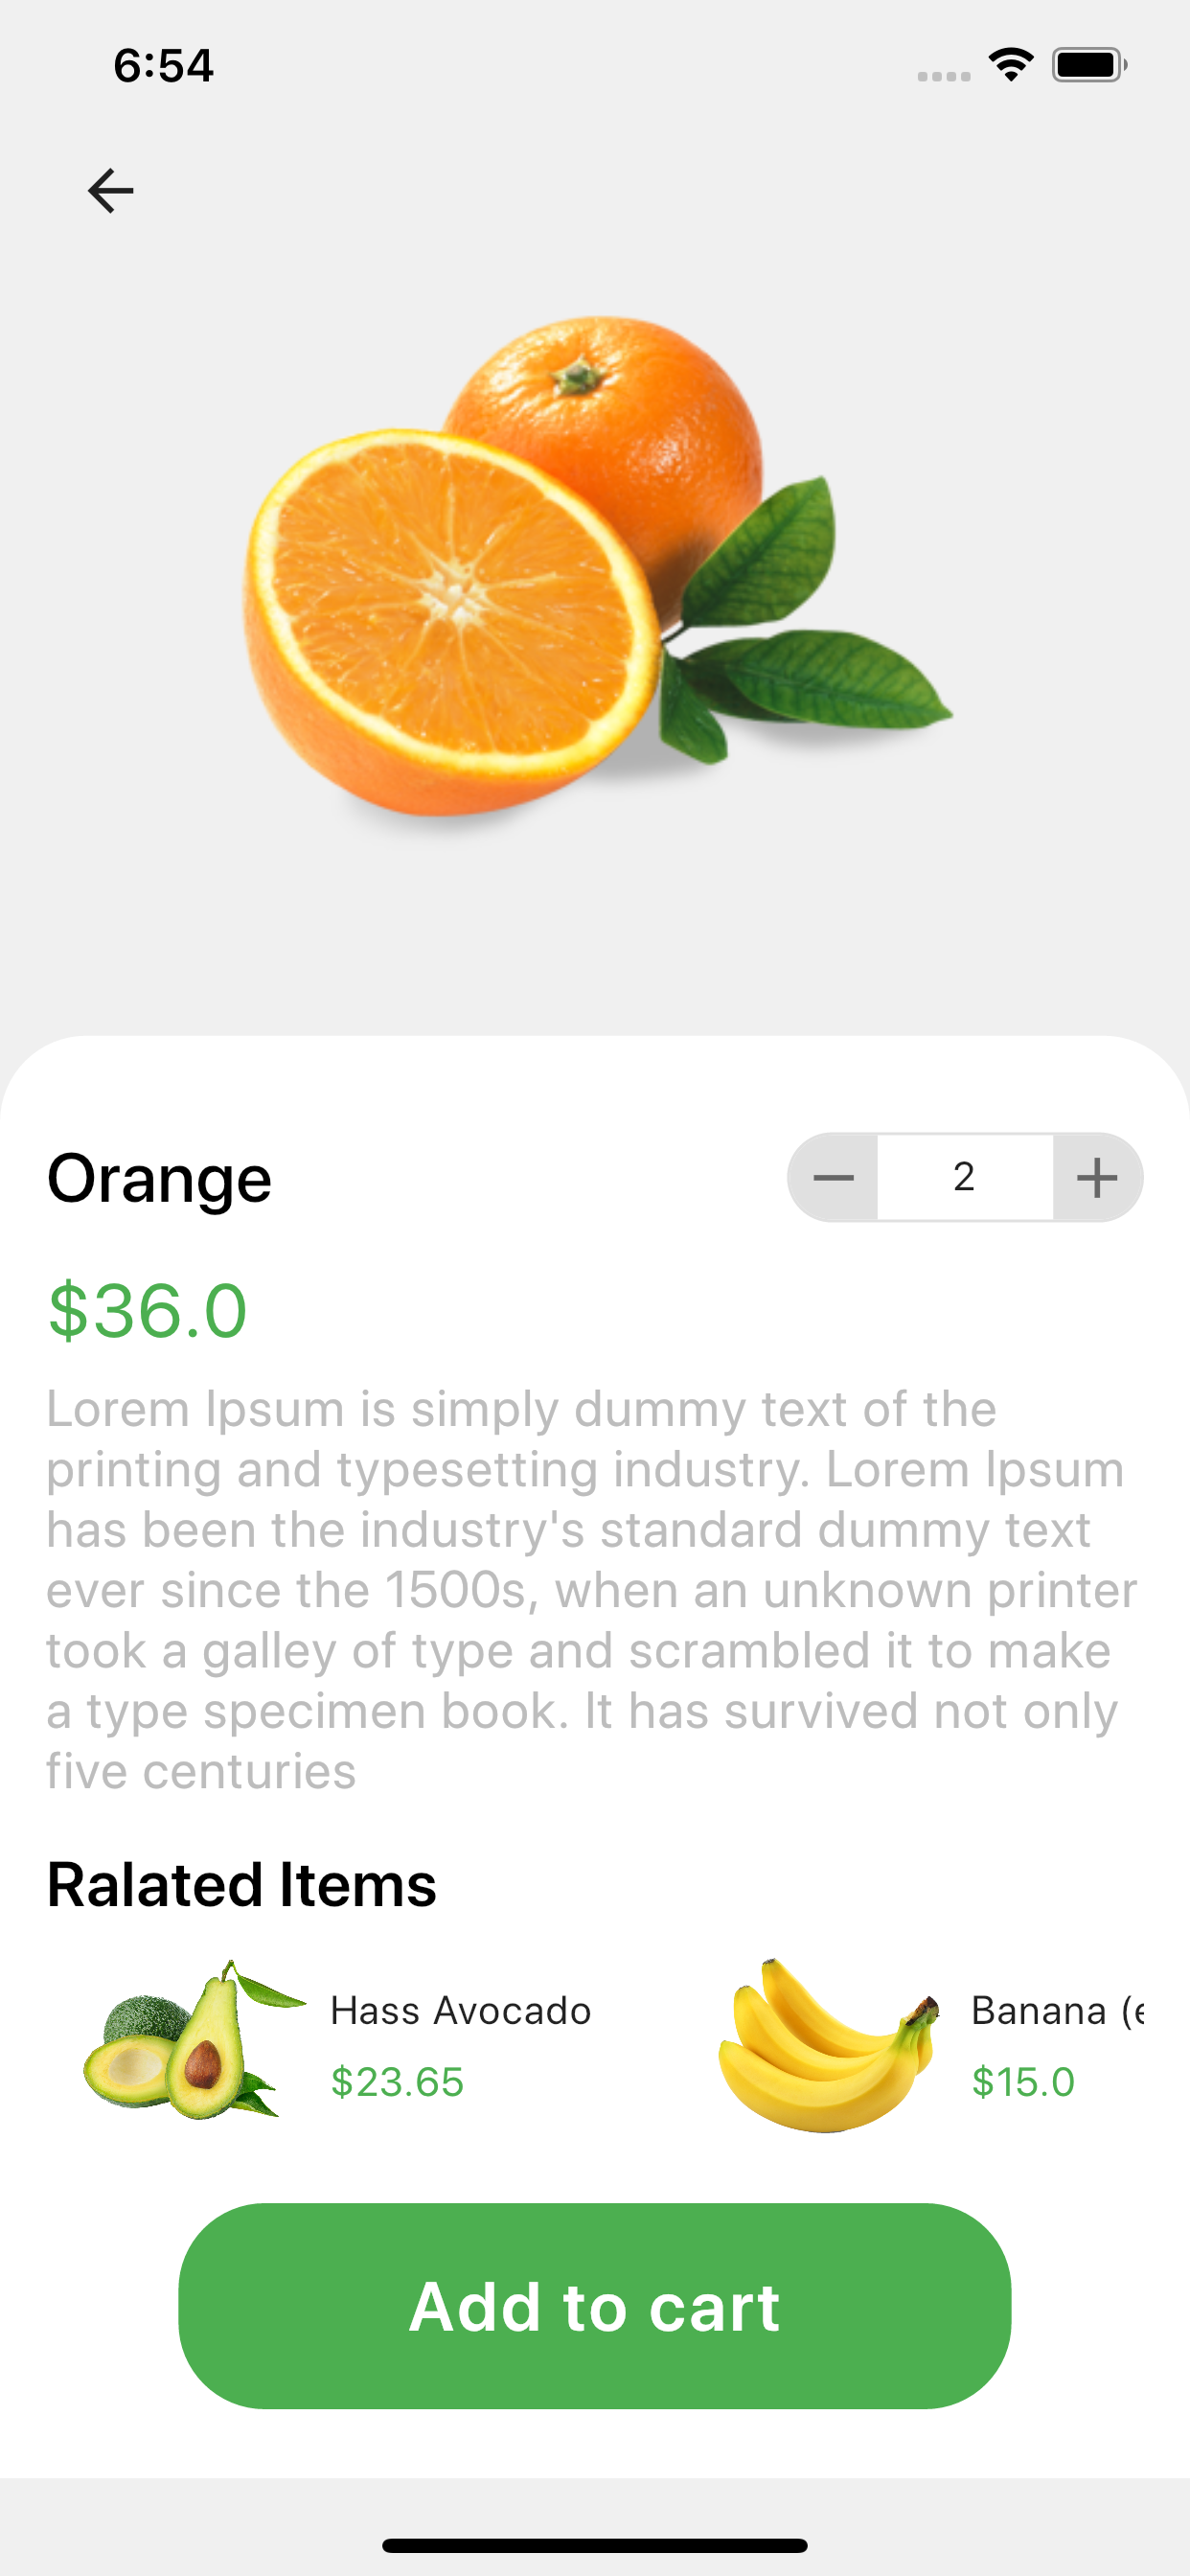 6:54
Orange
2
$36.0
Lorem Ipsum is simply dummy text of the
printing and typesetting industry. Lorem Ipsum
has been the industry's standard dummy text
ever since the 1500s, when an unknown printer
took a galley of type and scrambled it to make
a type specimen book. It has survived not only
five centuries
Ralated Items
Hass Avocado
$23.65
Banana
$15.0
Add to cart